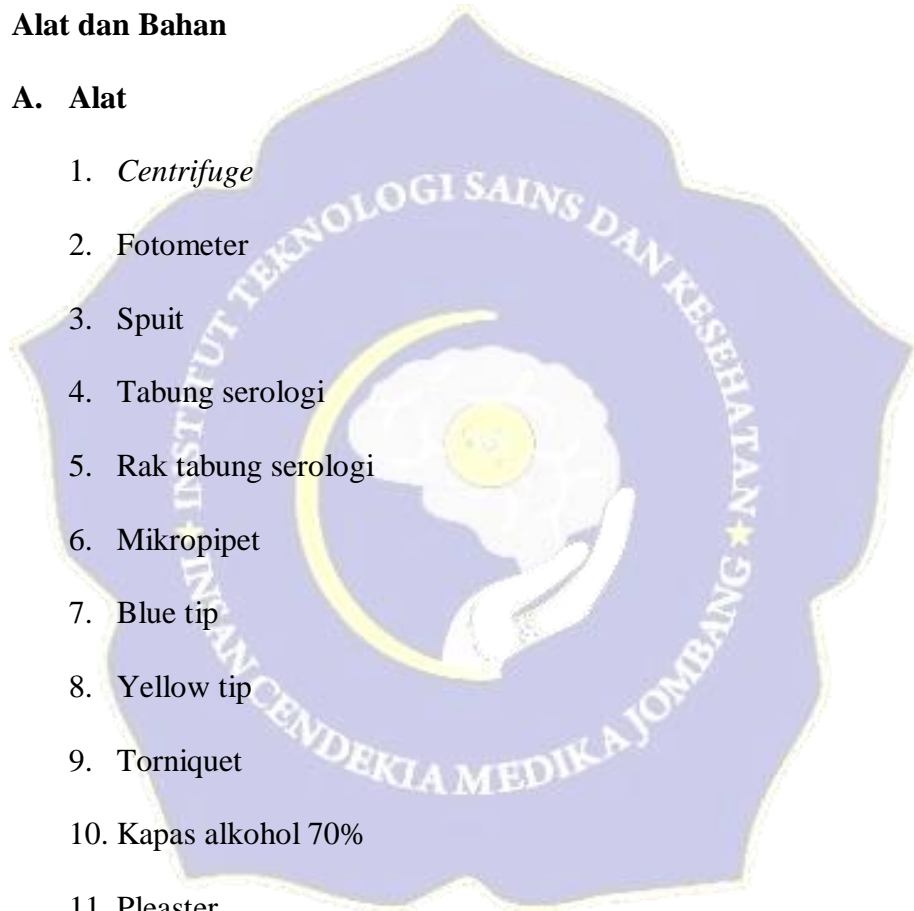 Alat dan Bahan
A. Alat
1. Centrifuge
2. Fotometer
3. Spuit
4. Tabung serologi
5. Rak tabung serologi
6. Mikropipet
7. Blue tip
8. Yellow tip
9. Torniquet
10. Kapas alkohol 70%
11. Pleaster
INSTITUT TEKNOLOGI SAINS DAN KESEHATAN
INSAN CENDEKIA MEDIKA JOMBANG